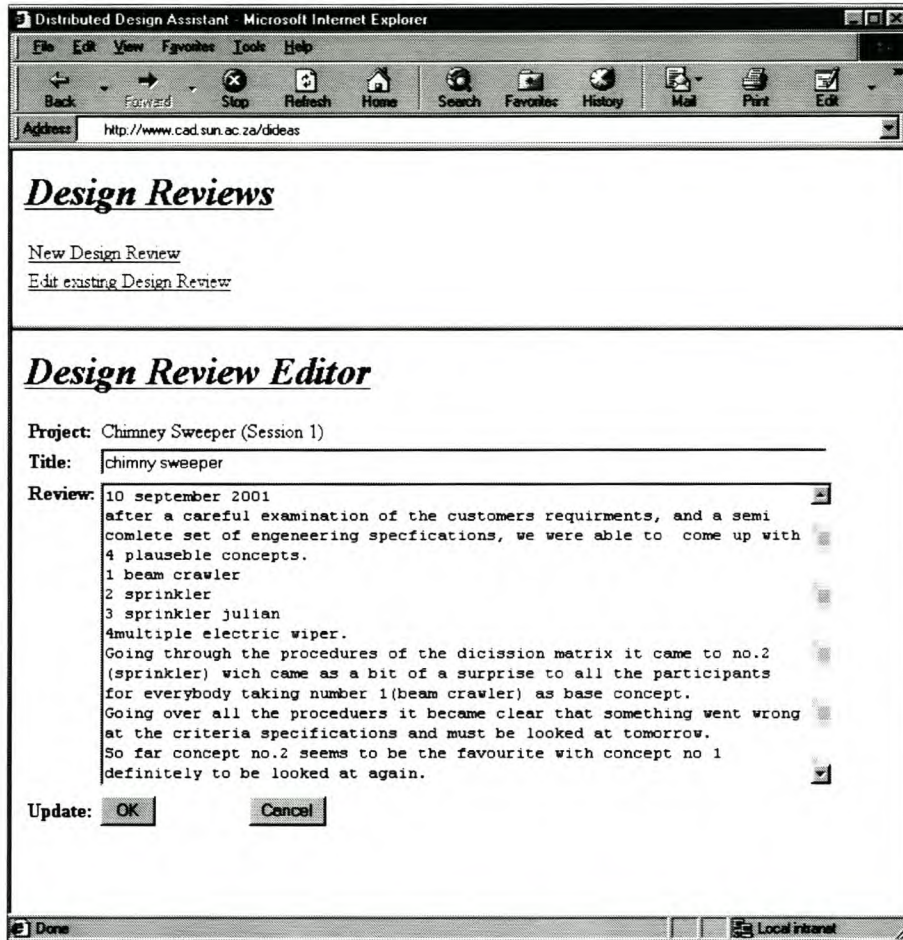 Distributed Design Assistant - Microsoft Internet Explorer
File Edit View Favorites Tools Help
Back Forward Stop Refresh Home Search Favorites History Mail Print Edit
Address http://www.cad.sun.ac.za/dideas
Design Reviews
New Design Review
Edit existing Design Review
Design Review Editor
Project: Chimney Sweeper (Session 1)
Title: chimny sweeper
Review: 10 september 2001
after a careful examination of the customers requirments, and a semi
comlete set of engeneering specfications, we were able to come up with
4 plauseble concepts.
1 beam crawler
2 sprinkler
3 sprinkler julian
4multiple electric wiper.
Going through the procedures of the dicission matrix it came to no.2
(sprinkler) wich came as a bit of a surprise to all the participants
for everybody taking number 1(beam crawler) as base concept.
Going over all the proceduers it became clear that something went wrong
at the criteria specifications and must be looked at tomorrow.
So far concept no.2 seems to be the favourite with concept no 1
definitely to be looked at again.
Update: OK Cancel
Done Local intranet